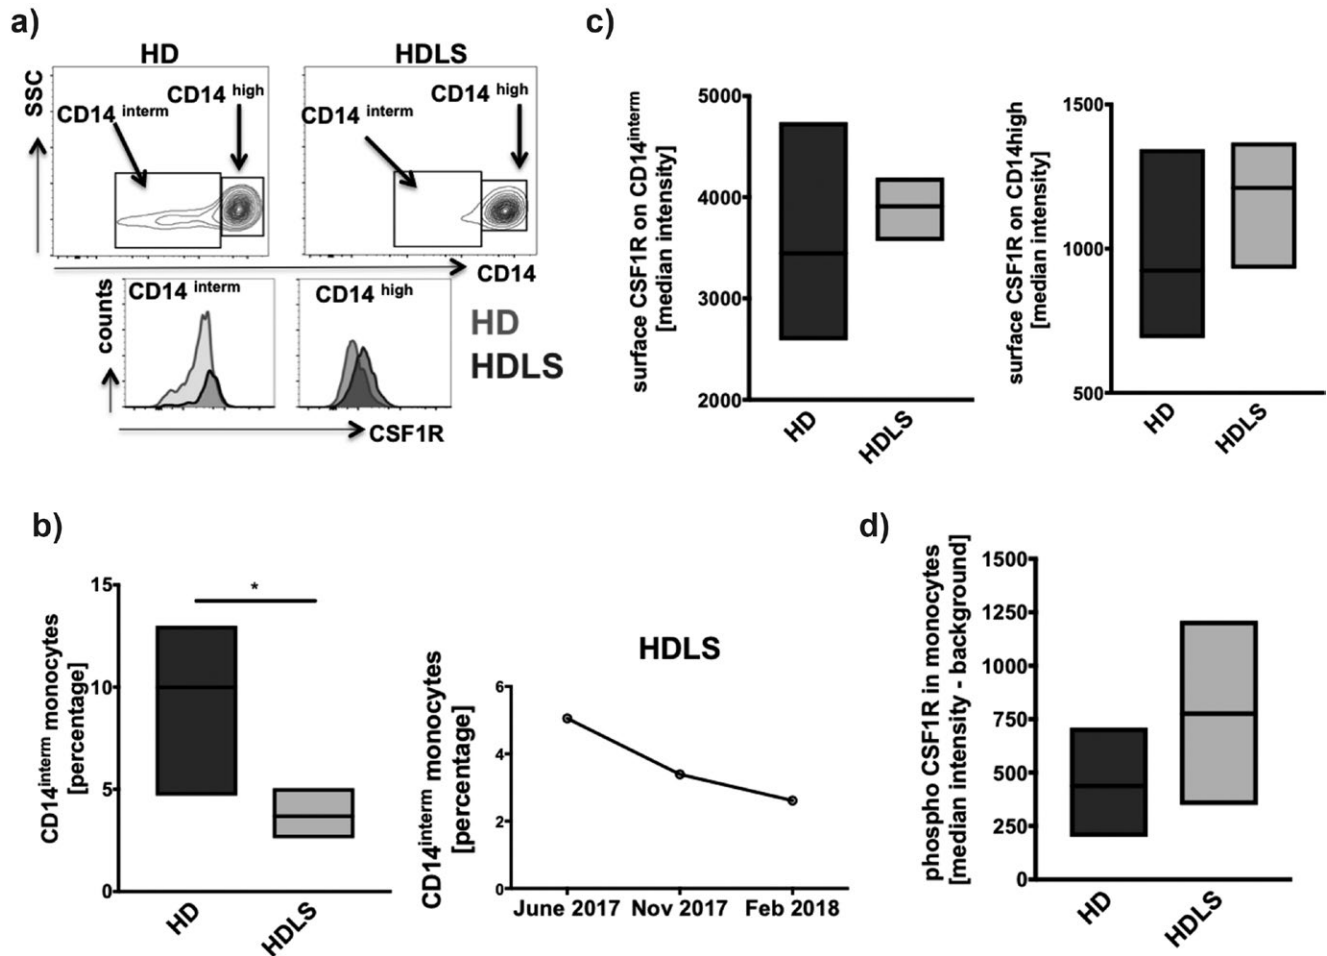 a)
HD
HDLS
SSC
CD14 interm
CD14 high
CD14 interm
CD14 high
CD14
counts
CD14 interm
CD14 high
HD
HDLS
CSF1R
c)
surface CSF1R on CD14interm
[median intensity]
5000
4000
3000
2000
HD
HDLS
surface CSF1R on CD14high
[median intensity]
1500
1000
500
HD
HDLS
b)
CD14interm monocytes
[percentage]
15
10
5
0
*
HD
HDLS
HDLS
CD14interm monocytes
[percentage]
6
4
2
0
June 2017 Nov 2017 Feb 2018
d)
phospho CSF1R in monocytes
[median intensity - background]
1500
1250
1000
750
500
250
0
HD
HDLS